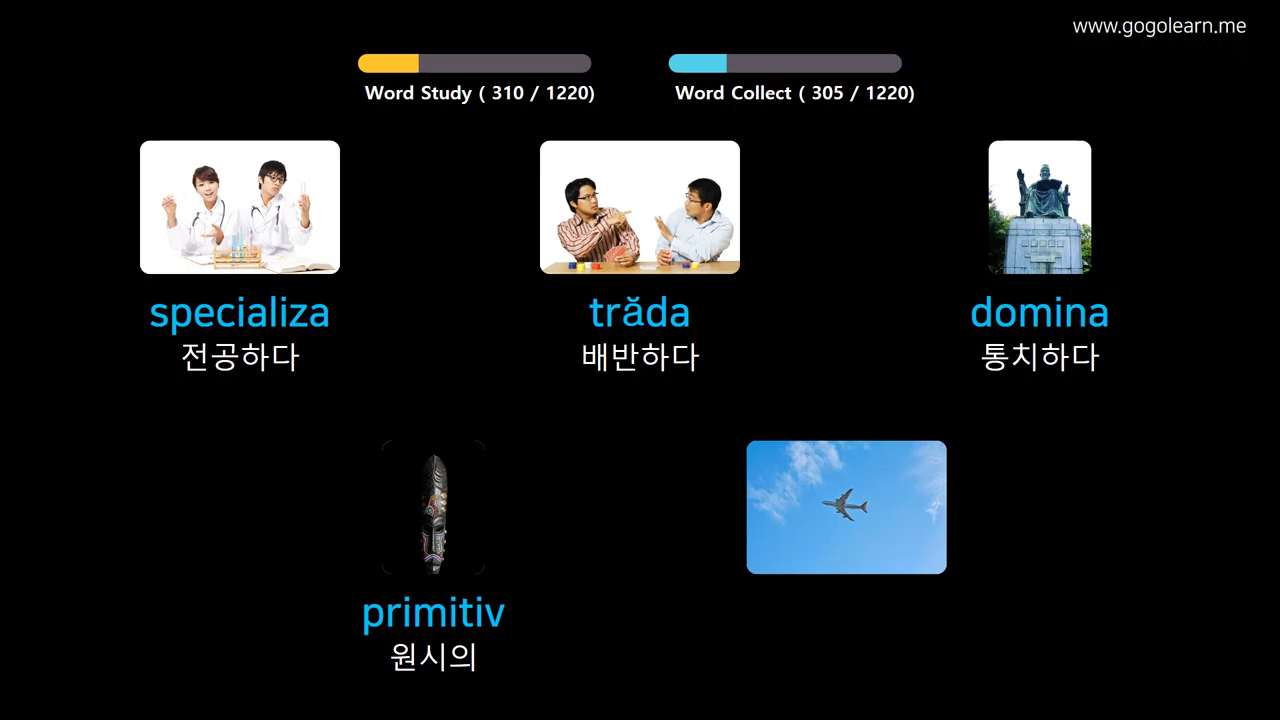 www.gogolearn.me
Word Study ( 310 / 1220)
Word Collect ( 305 / 1220)
specializa
전공하다
trăda
배반하다
domina
통치하다
primitiv
원시의